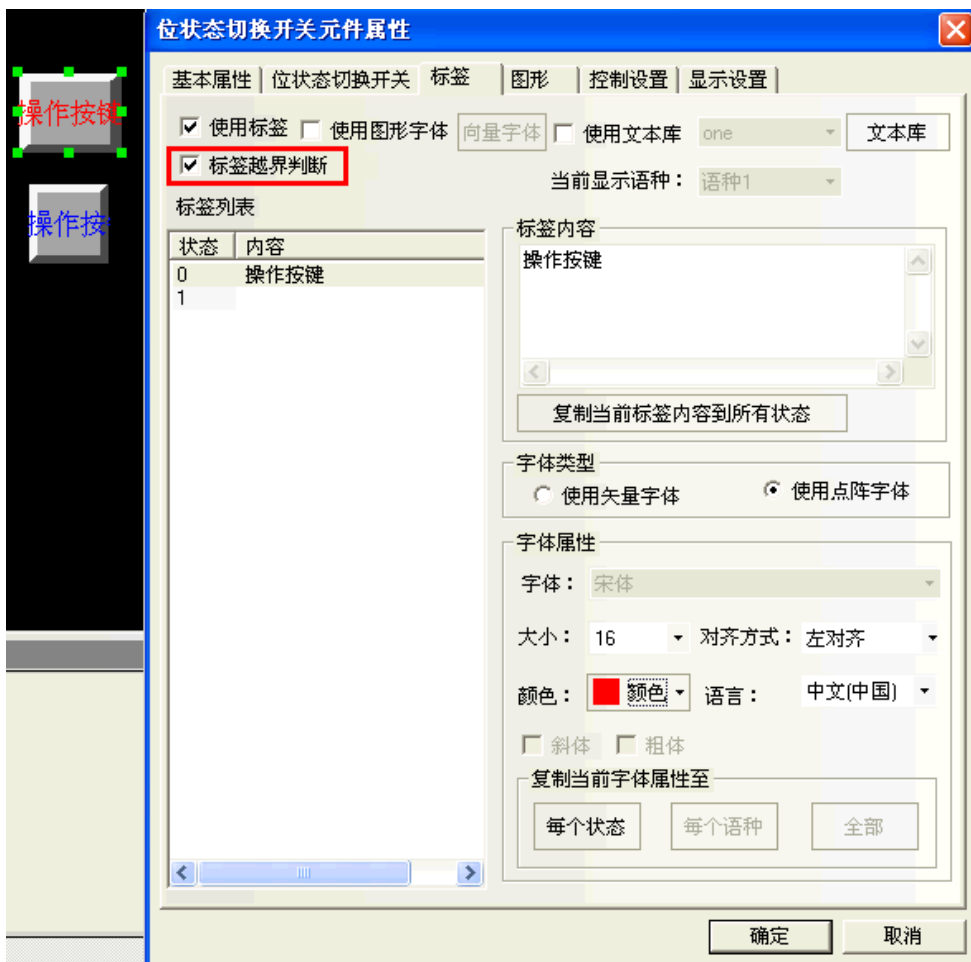 位状态切换开关元件属性
基本属性 位状态切换开关 标签 图形 控制设置 显示设置
操作按键
操作按
使用标签 使用图形字体 向量字体 使用文本库 one 文本库
标签越界判断
当前显示语种： 语种1
标签列表
状态 内容
0 操作按键
1
标签内容
操作按键
复制当前标签内容到所有状态
字体类型
使用矢量字体 使用点阵字体
字体属性
字体： 宋体
大小： 16 对齐方式： 左对齐
颜色： 颜色 语言： 中文(中国)
斜体 粗体
复制当前字体属性至
每个状态 每个语种 全部
确定 取消